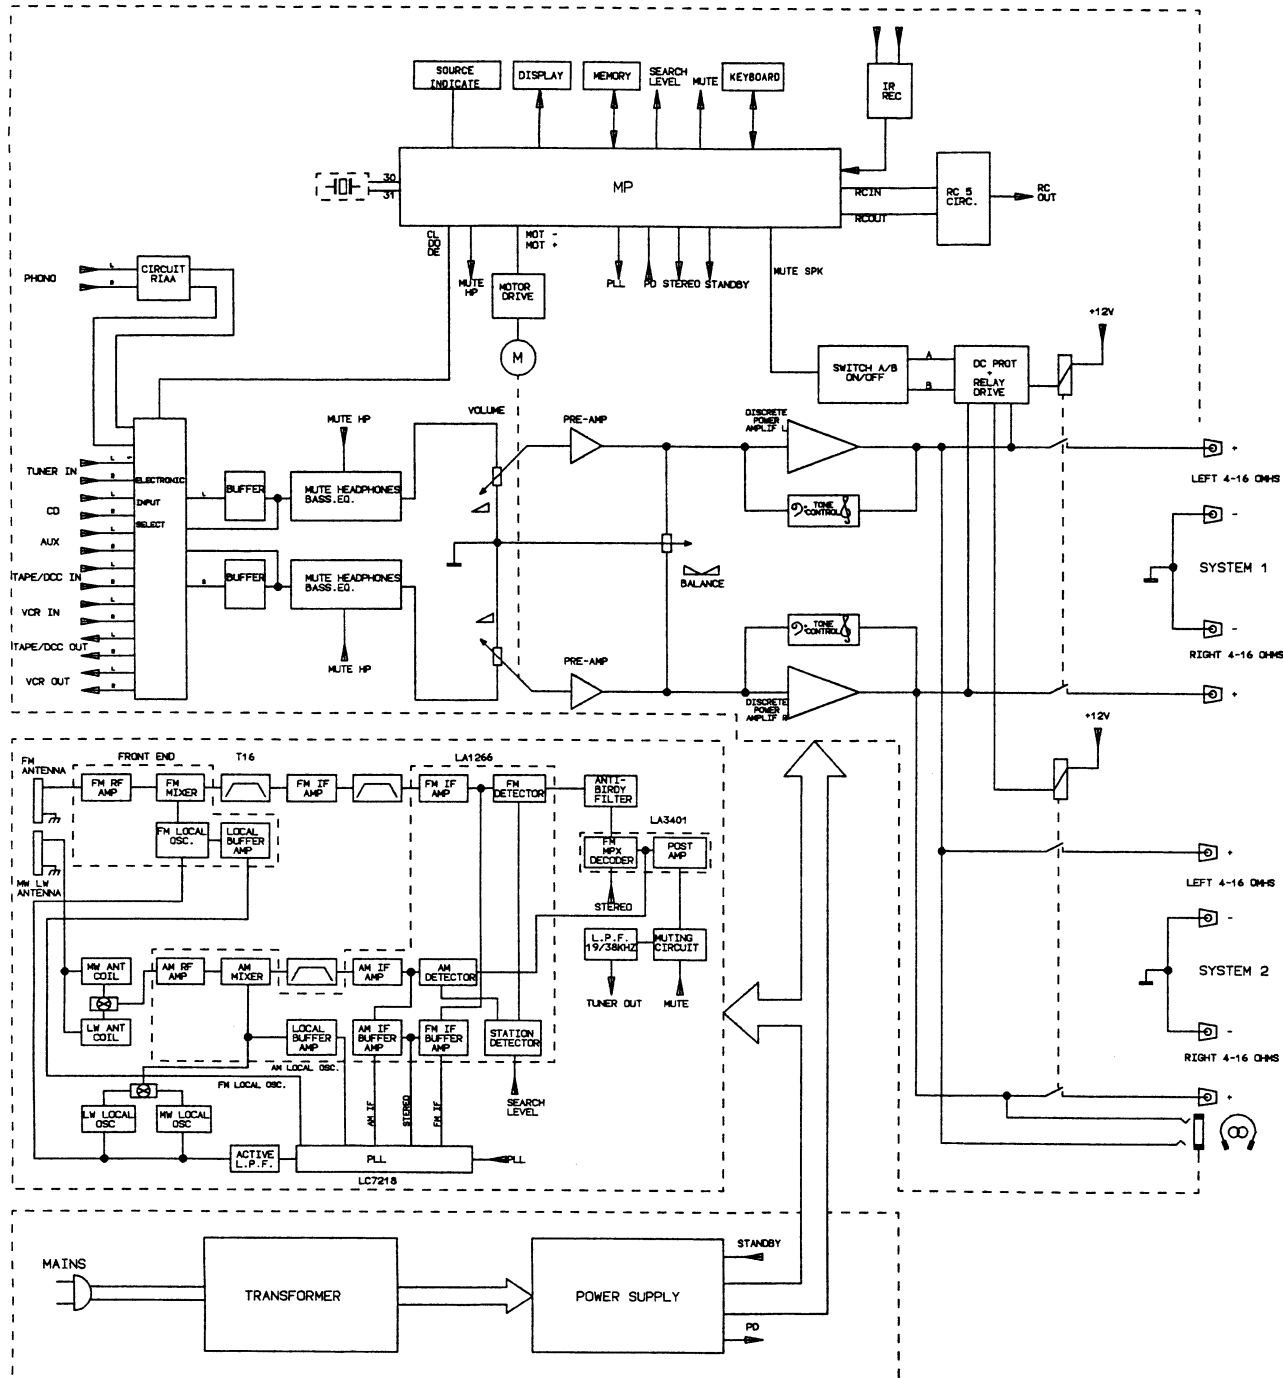 SOURCE
INDICATE
DISPLAY
MEMORY
SEARCH
LEVEL
MUTE
KEYBOARD
IR
REC
MP
30
31
RCIN
RCOUT
RC 5
CIRC.
RC
OUT
CL
DO
CE
MOT -
MOT +
MUTE
HP
MOTOR
DRIVE
M
PLL
PD
STEREO
STANDBY
MUTE SPK
PHONO
L
R
CIRCUIT
RIAA
+12V
SWITCH A/B
ON/OFF
A
B
DC PROT
+
RELAY
DRIVE
MUTE HP
VOLUME
PRE-AMP
DISCRETE
POWER
AMPLIF L
TUNER IN
L
R
CD
L
R
AUX
L
R
TAPE/DCC IN
L
R
VCR IN
L
R
TAPE/DCC OUT
L
R
VCR OUT
L
R
ELECTRONIC
INPUT
SELECT
L
BUFFER
MUTE HEADPHONES
BASS.EQ.
R
BUFFER
MUTE HEADPHONES
BASS.EQ.
MUTE HP
TONE
CONTROL
BALANCE
TONE
CONTROL
PRE-AMP
DISCRETE
POWER
AMPLIF R
+
LEFT 4-16 OMHS
-
SYSTEM 1
-
RIGHT 4-16 OHMS
+
+12V
FM
ANTENNA
FRONT END
T16
LA1266
FM RF
AMP
FM
MIXER
FM IF
AMP
FM IF
AMP
FM
DETECTOR
ANTI-
BIRDY
FILTER
FM LOCAL
OSC.
LOCAL
BUFFER
AMP
MW LW
ANTENNA
LA3401
FM
MPX
DECODER
POST
AMP
STEREO
L.P.F.
19/38KHZ
MUTING
CIRCUIT
TUNER OUT
MUTE
MW ANT
COIL
LW ANT
COIL
AM RF
AMP
AM
MIXER
AM IF
AMP
AM
DETECTOR
LOCAL
BUFFER
AMP
AM IF
BUFFER
AMP
FM IF
BUFFER
AMP
STATION
DETECTOR
AM LOCAL OSC.
FM LOCAL OSC.
SEARCH
LEVEL
LW LOCAL
OSC
MW LOCAL
OSC
AM IF
STEREO
FM IF
ACTIVE
L.P.F.
PLL
PLL
LC7218
+
LEFT 4-16 OMHS
-
SYSTEM 2
-
RIGHT 4-16 OHMS
+
MAINS
TRANSFORMER
POWER SUPPLY
STANDBY
PD